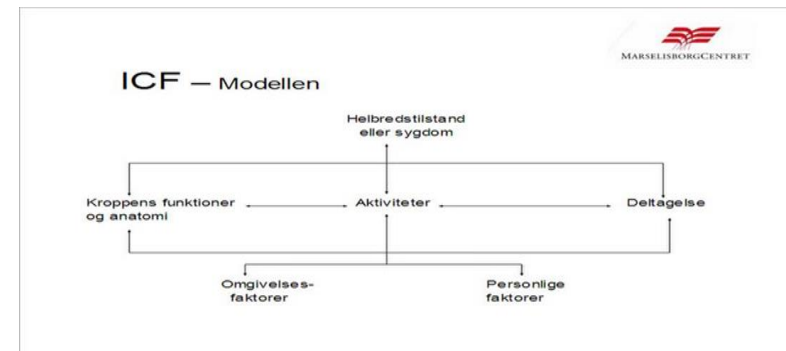 MARSELISBORGCENTRET
ICF – Modellen
Helbredstilstand
eller sygdom
Kroppens funktioner
og anatomi
Aktiviteter
Deltagelse
Omgivelses-
faktorer
Personlige
faktorer